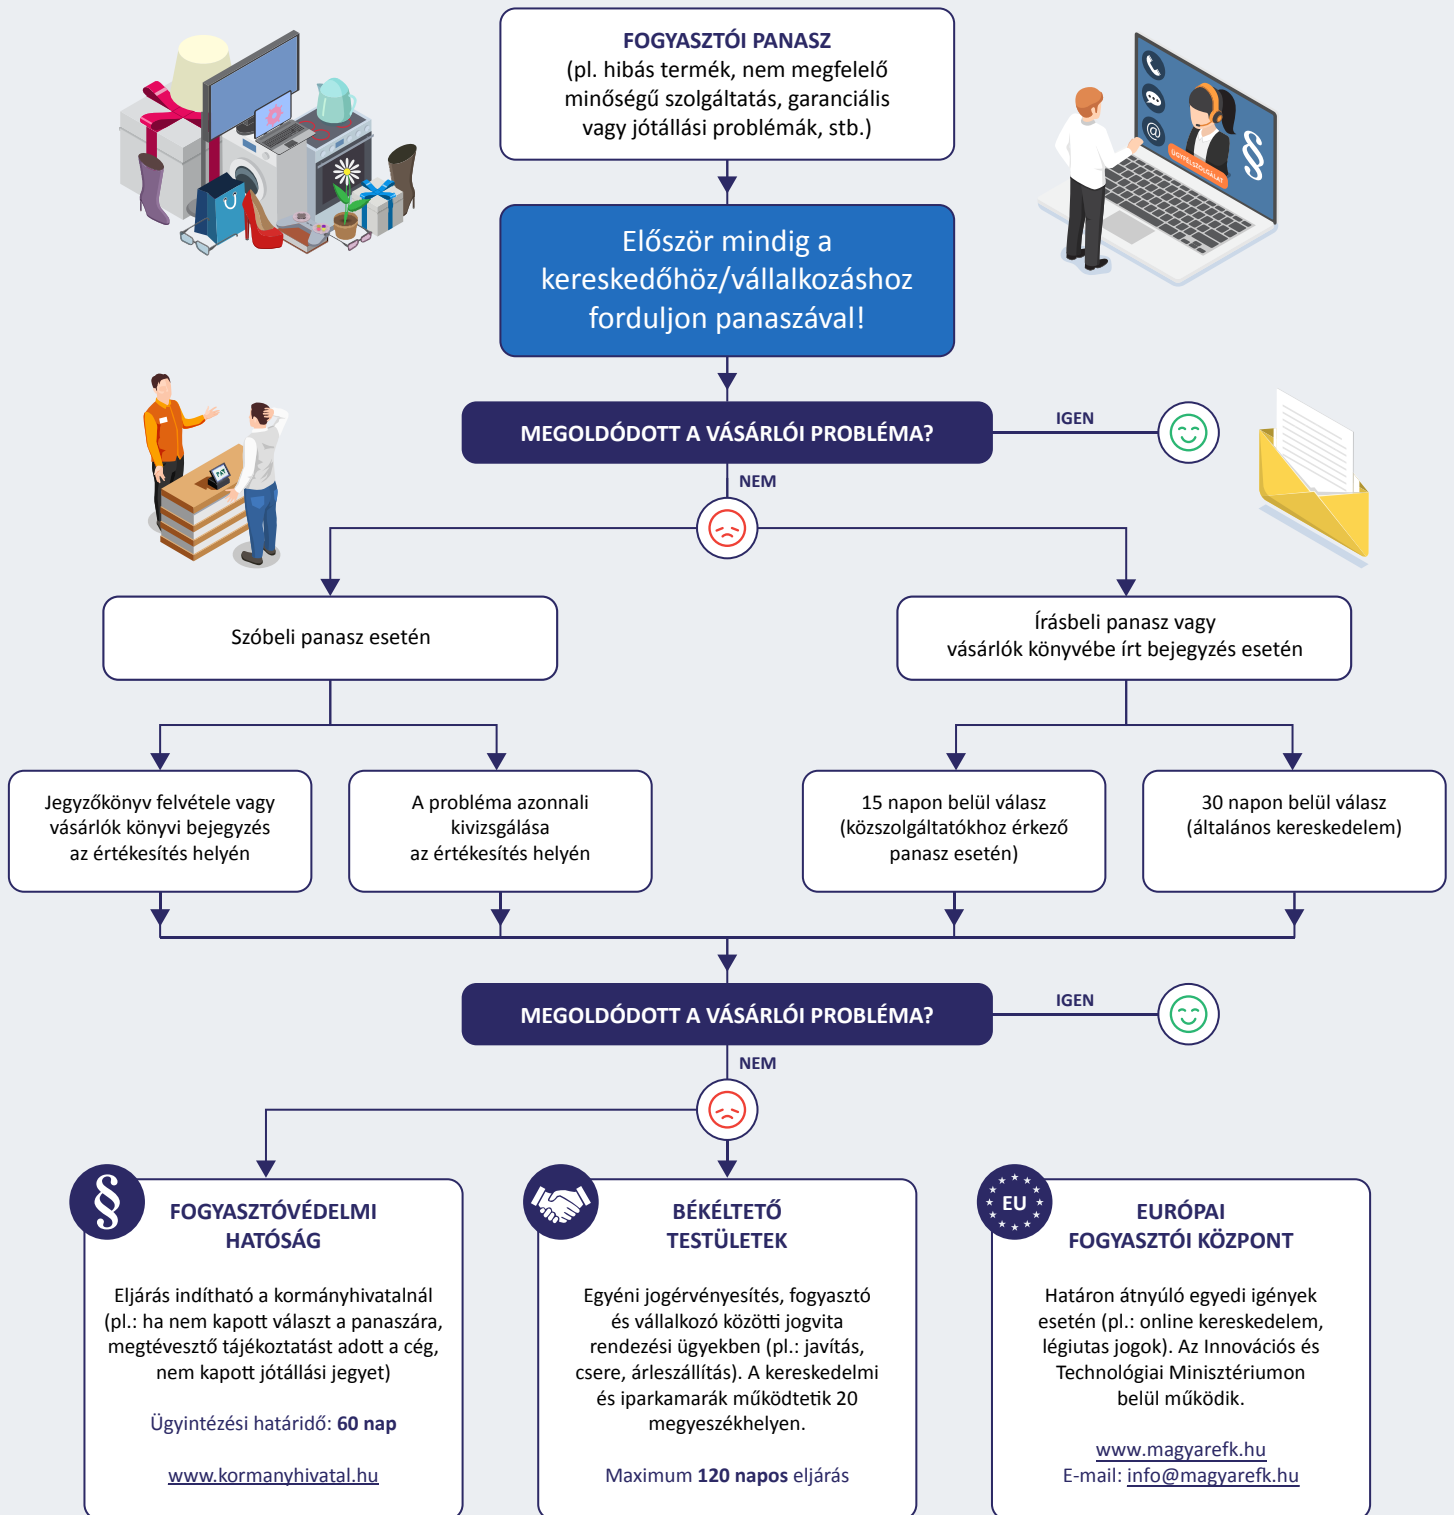 FOGYASZTÓI PANASZ
(pl. hibás termék, nem megfelelő
minőségű szolgáltatás, garanciális
vagy jótállási problémák, stb.)
@
ÜGYFÉLSZOLGÁLAT
§
Először mindig a
kereskedőhöz/vállalkozáshoz
forduljon panaszával!
MEGOLDÓDOTT A VÁSÁRLÓI PROBLÉMA?
IGEN
NEM
PAY
Szóbeli panasz esetén
Írásbeli panasz vagy
vásárlók könyvébe írt bejegyzés esetén
Jegyzőkönyv felvétele vagy
vásárlók könyvi bejegyzés
az értékesítés helyén
A probléma azonnali
kivizsgálása
az értékesítés helyén
15 napon belül válasz
(közszolgáltatókhoz érkező
panasz esetén)
30 napon belül válasz
(általános kereskedelem)
MEGOLDÓDOTT A VÁSÁRLÓI PROBLÉMA?
IGEN
NEM
§
FOGYASZTÓVÉDELMI
HATÓSÁG
Eljárás indítható a kormányhivatalnál
(pl.: ha nem kapott választ a panaszára,
megtévesztő tájékoztatást adott a cég,
nem kapott jótállási jegyet)
Ügyintézési határidő: 60 nap
www.kormanyhivatal.hu
BÉKÉLTETŐ
TESTÜLETEK
Egyéni jogérvényesítés, fogyasztó
és vállalkozó közötti jogvita
rendezési ügyekben (pl.: javítás,
csere, árleszállítás). A kereskedelmi
és iparkamarák működtetik 20
megyeszékhelyen.
Maximum 120 napos eljárás
EU
EURÓPAI
FOGYASZTÓI KÖZPONT
Határon átnyúló egyedi igények
esetén (pl.: online kereskedelem,
légiutas jogok). Az Innovációs és
Technológiai Minisztériumon
belül működik.
www.magyarefk.hu
E-mail: info@magyarefk.hu